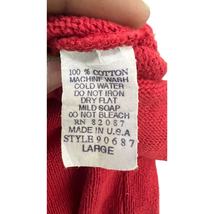 100 % COTTON
MACHINE WASH
COLD WATER
DO NOT IRON
DRY FLAT
MILD SOAP
DO NOT BLEACH
RN 82087
MADE IN U.S.A
STYLE 90687
LARGE